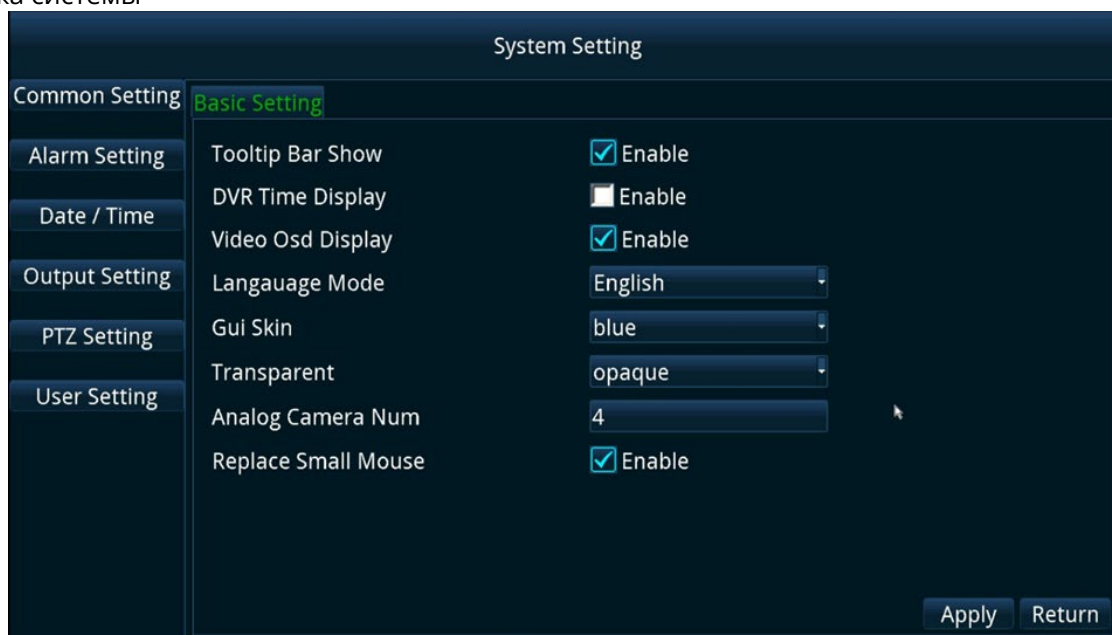 ка системы
System Setting
Common Setting
Basic Setting
Alarm Setting
Date / Time
Output Setting
PTZ Setting
User Setting
Tooltip Bar Show Enable
DVR Time Display Enable
Video Osd Display Enable
Langauage Mode English
Gui Skin blue
Transparent opaque
Analog Camera Num 4
Replace Small Mouse Enable
Apply Return